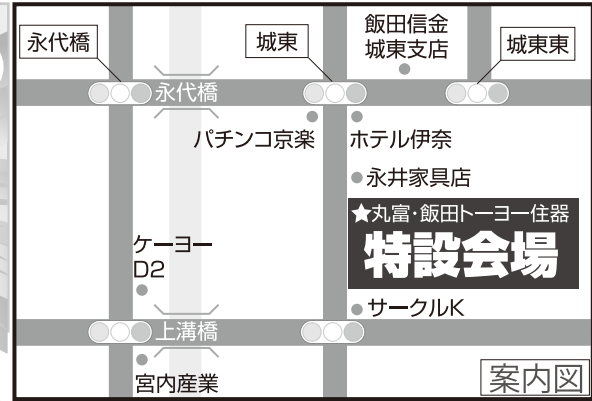 永代橋
城東
飯田信金
城東支店
城東東
永代橋
パチンコ京楽
ホテル伊奈
永井家具店
★丸富・飯田トーヨー住器
特設会場
ケーヨー
D2
サークルK
上溝橋
宮内産業
案内図